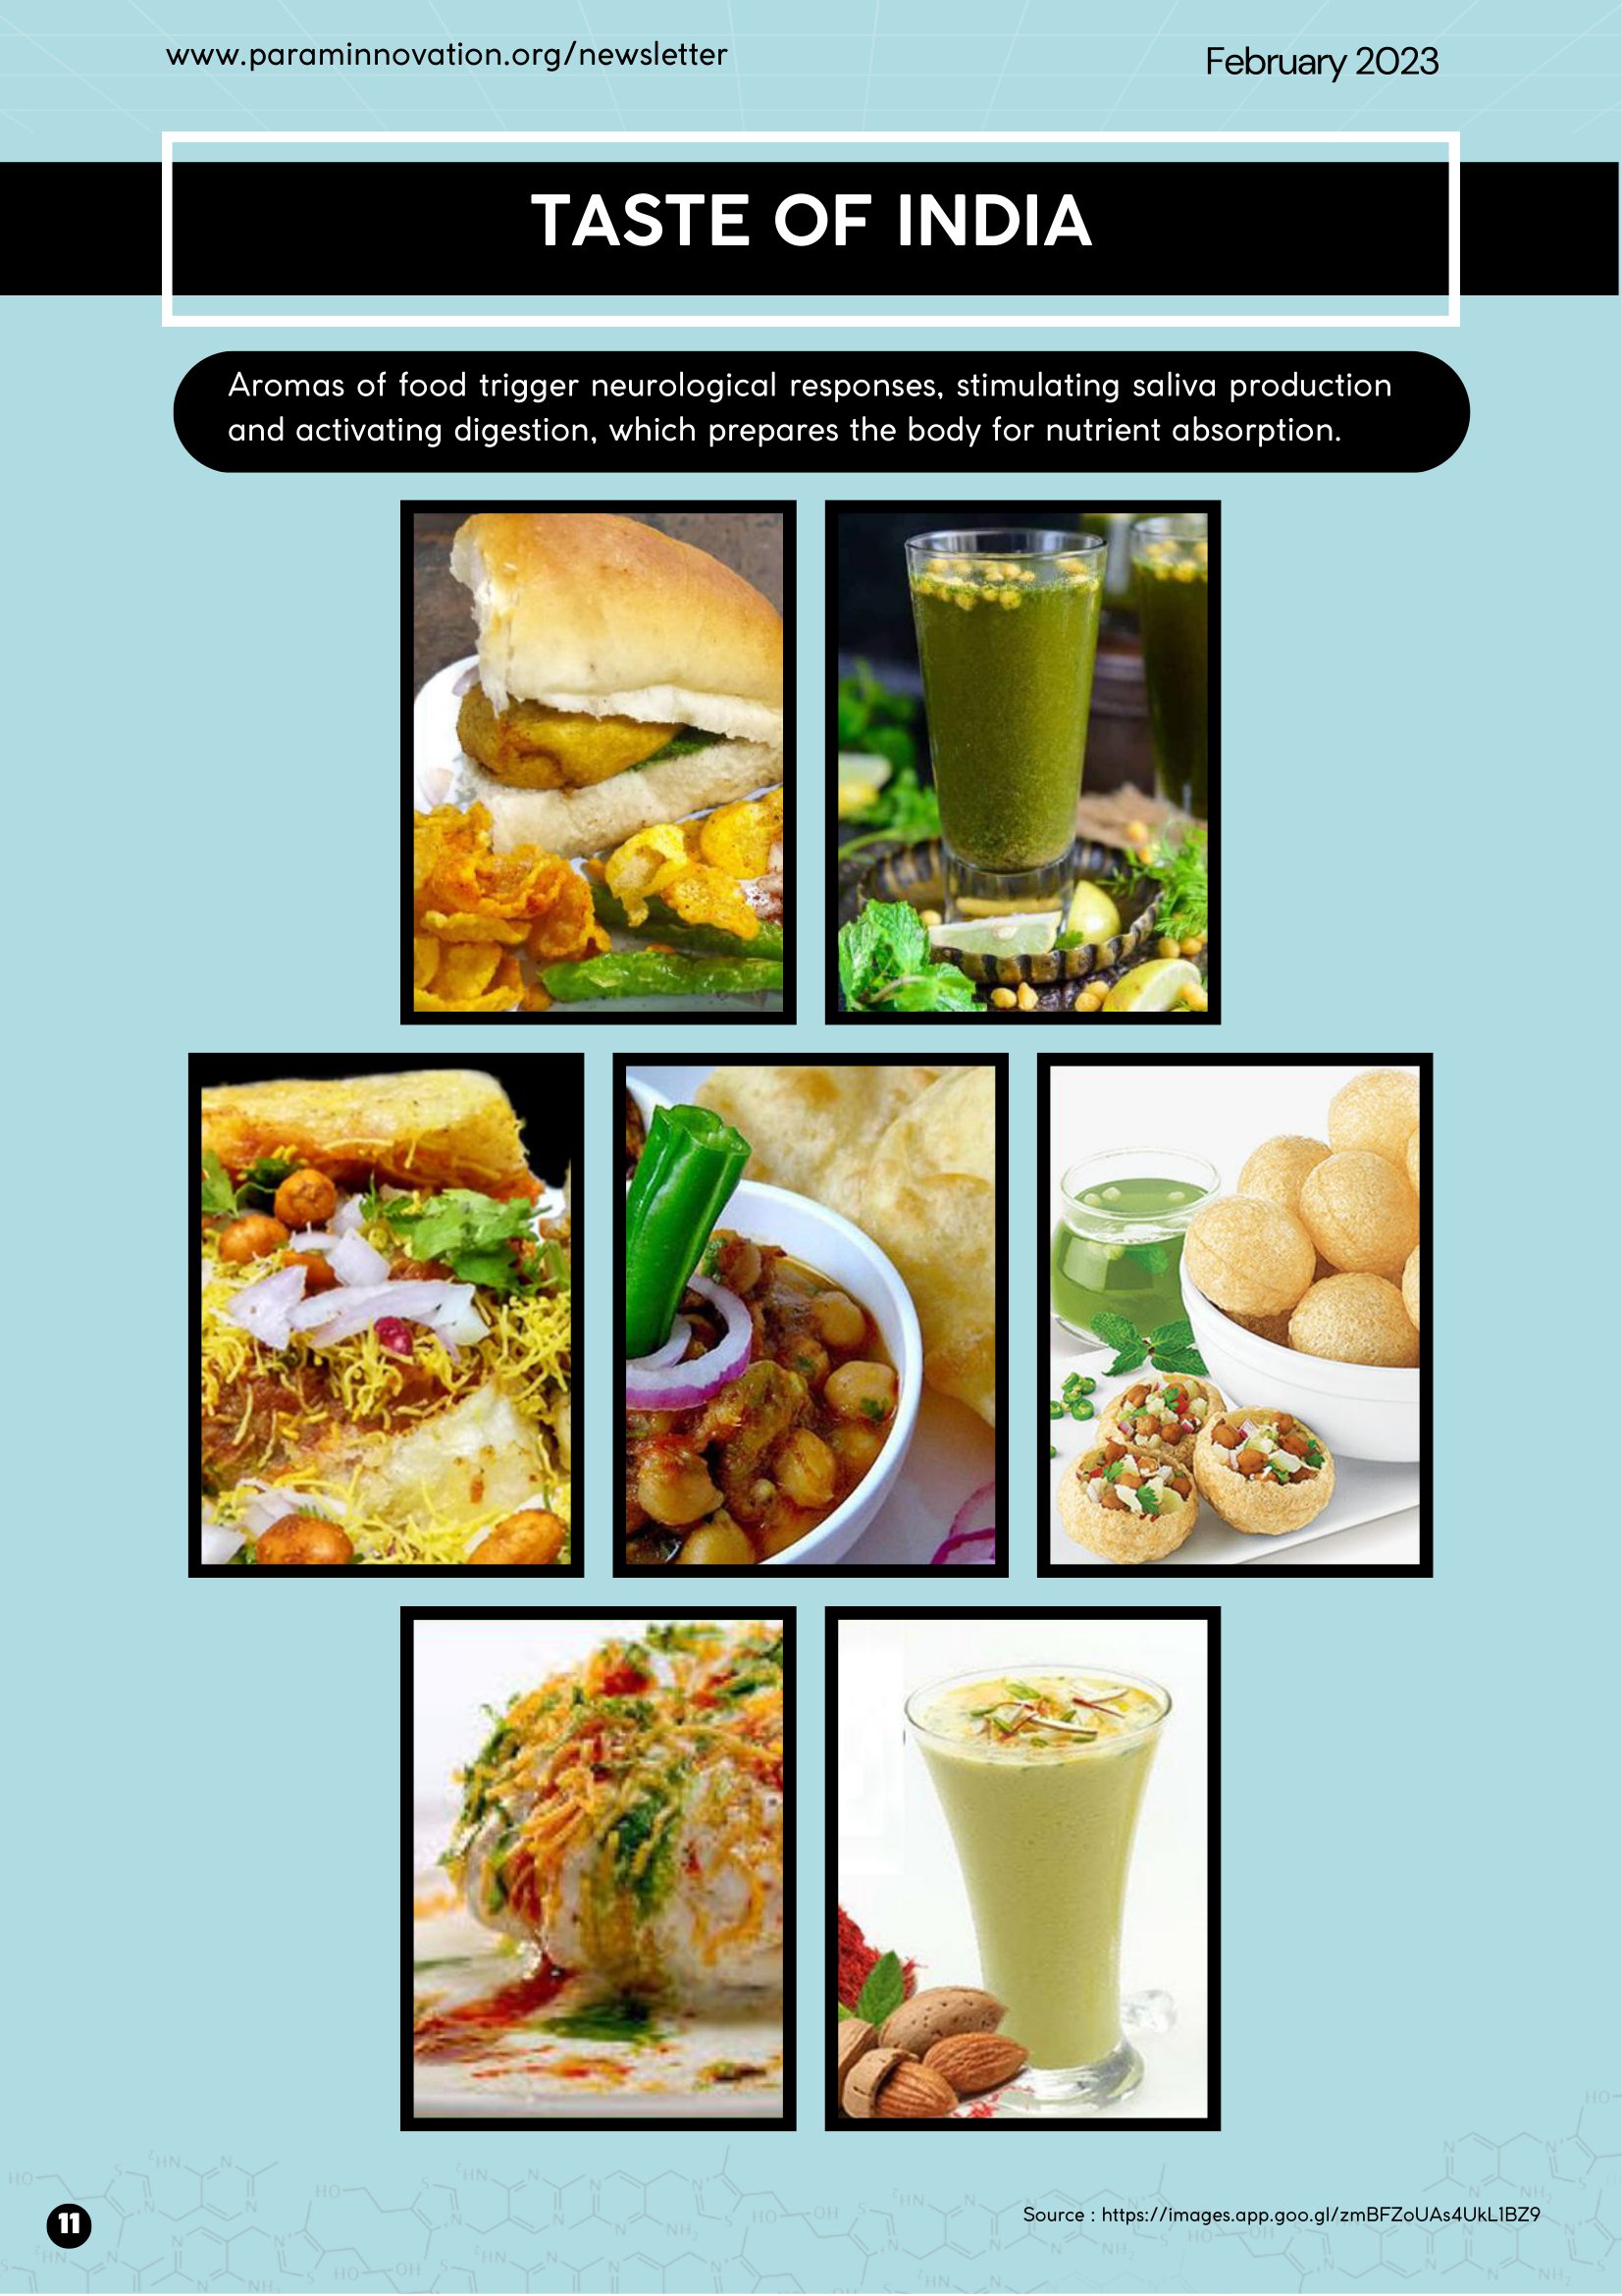 www.paraminnovation.org/newsletter
February 2023
TASTE OF INDIA
Aromas of food trigger neurological responses, stimulating saliva production
and activating digestion, which prepares the body for nutrient absorption.
11
Source : https://images.app.goo.gl/zmBFZoUAs4UkL1BZ9